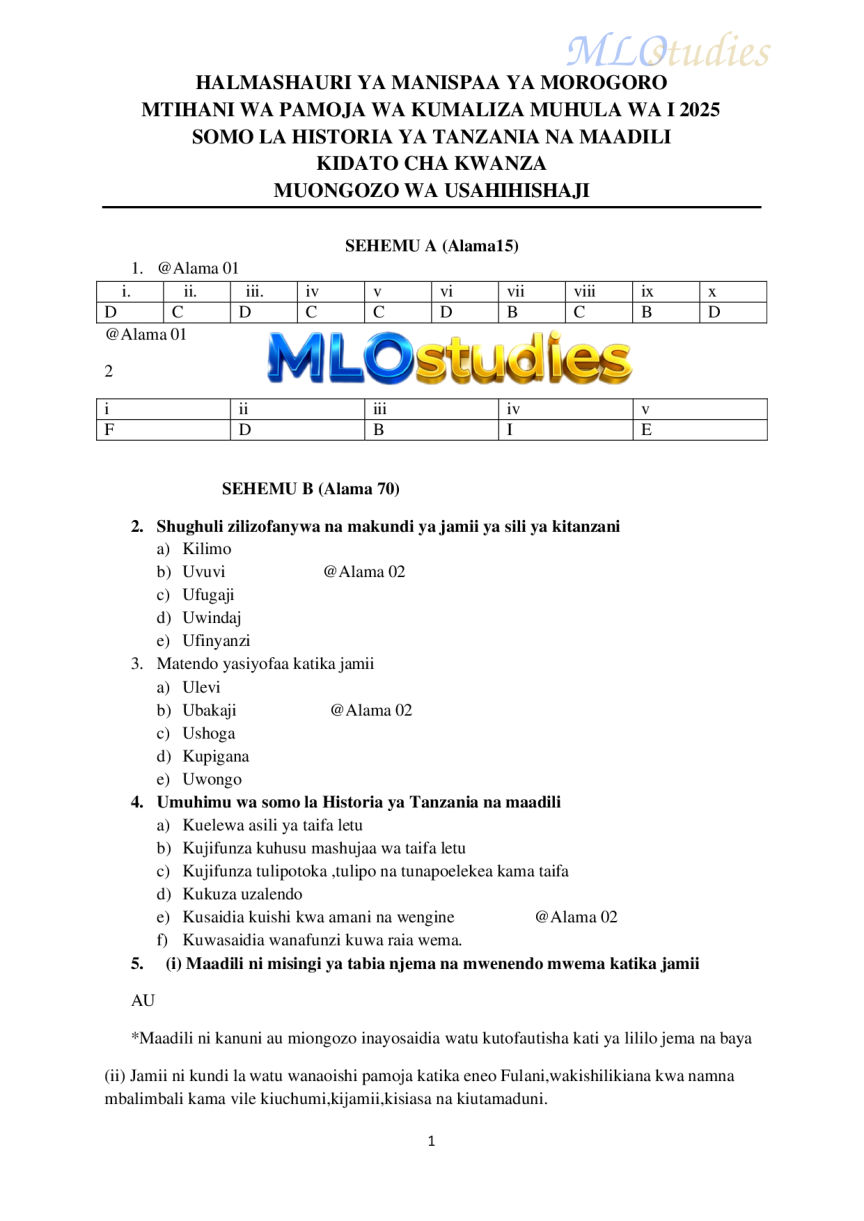 MLOstudies
HALMASHAURI YA MANISPAA YA MOROGORO
MTIHANI WA PAMOJA WA KUMALIZA MUHULA WA I 2025
SOMO LA HISTORIA YA TANZANIA NA MAADILI
KIDATO CHA KWANZA
MUONGOZO WA USAHIHISHAJI
SEHEMU A (Alama15)
1. @Alama 01
i. ii. iii. iv v vi vii viii ix x
D C D C C D B C B D
@Alama 01
MLOstudies
2
i ii iii iv v
F D B I E
SEHEMU B (Alama 70)
2. Shughuli zilizofanywa na makundi ya jamii ya sili ya kitanzani
a) Kilimo
b) Uvuvi @Alama 02
c) Ufugaji
d) Uwindaj
e) Ufinyanzi
3. Matendo yasiyofaa katika jamii
a) Ulevi
b) Ubakaji @Alama 02
c) Ushoga
d) Kupigana
e) Uwongo
4. Umuhimu wa somo la Historia ya Tanzania na maadili
a) Kuelewa asili ya taifa letu
b) Kujifunza kuhusu mashujaa wa taifa letu
c) Kujifunza tulipotoka ,tulipo na tunapoelekea kama taifa
d) Kukuza uzalendo
e) Kusaidia kuishi kwa amani na wengine @Alama 02
f) Kuwasaidia wanafunzi kuwa raia wema.
5. (i) Maadili ni misingi ya tabia njema na mwenendo mwema katika jamii
AU
*Maadili ni kanuni au miongozo inayosaidia watu kutofautisha kati ya lililo jema na baya
(ii) Jamii ni kundi la watu wanaoishi pamoja katika eneo Fulani,wakishilikiana kwa namna
mbalimbali kama vile kiuchumi,kijamii,kisiasa na kiutamaduni.
1